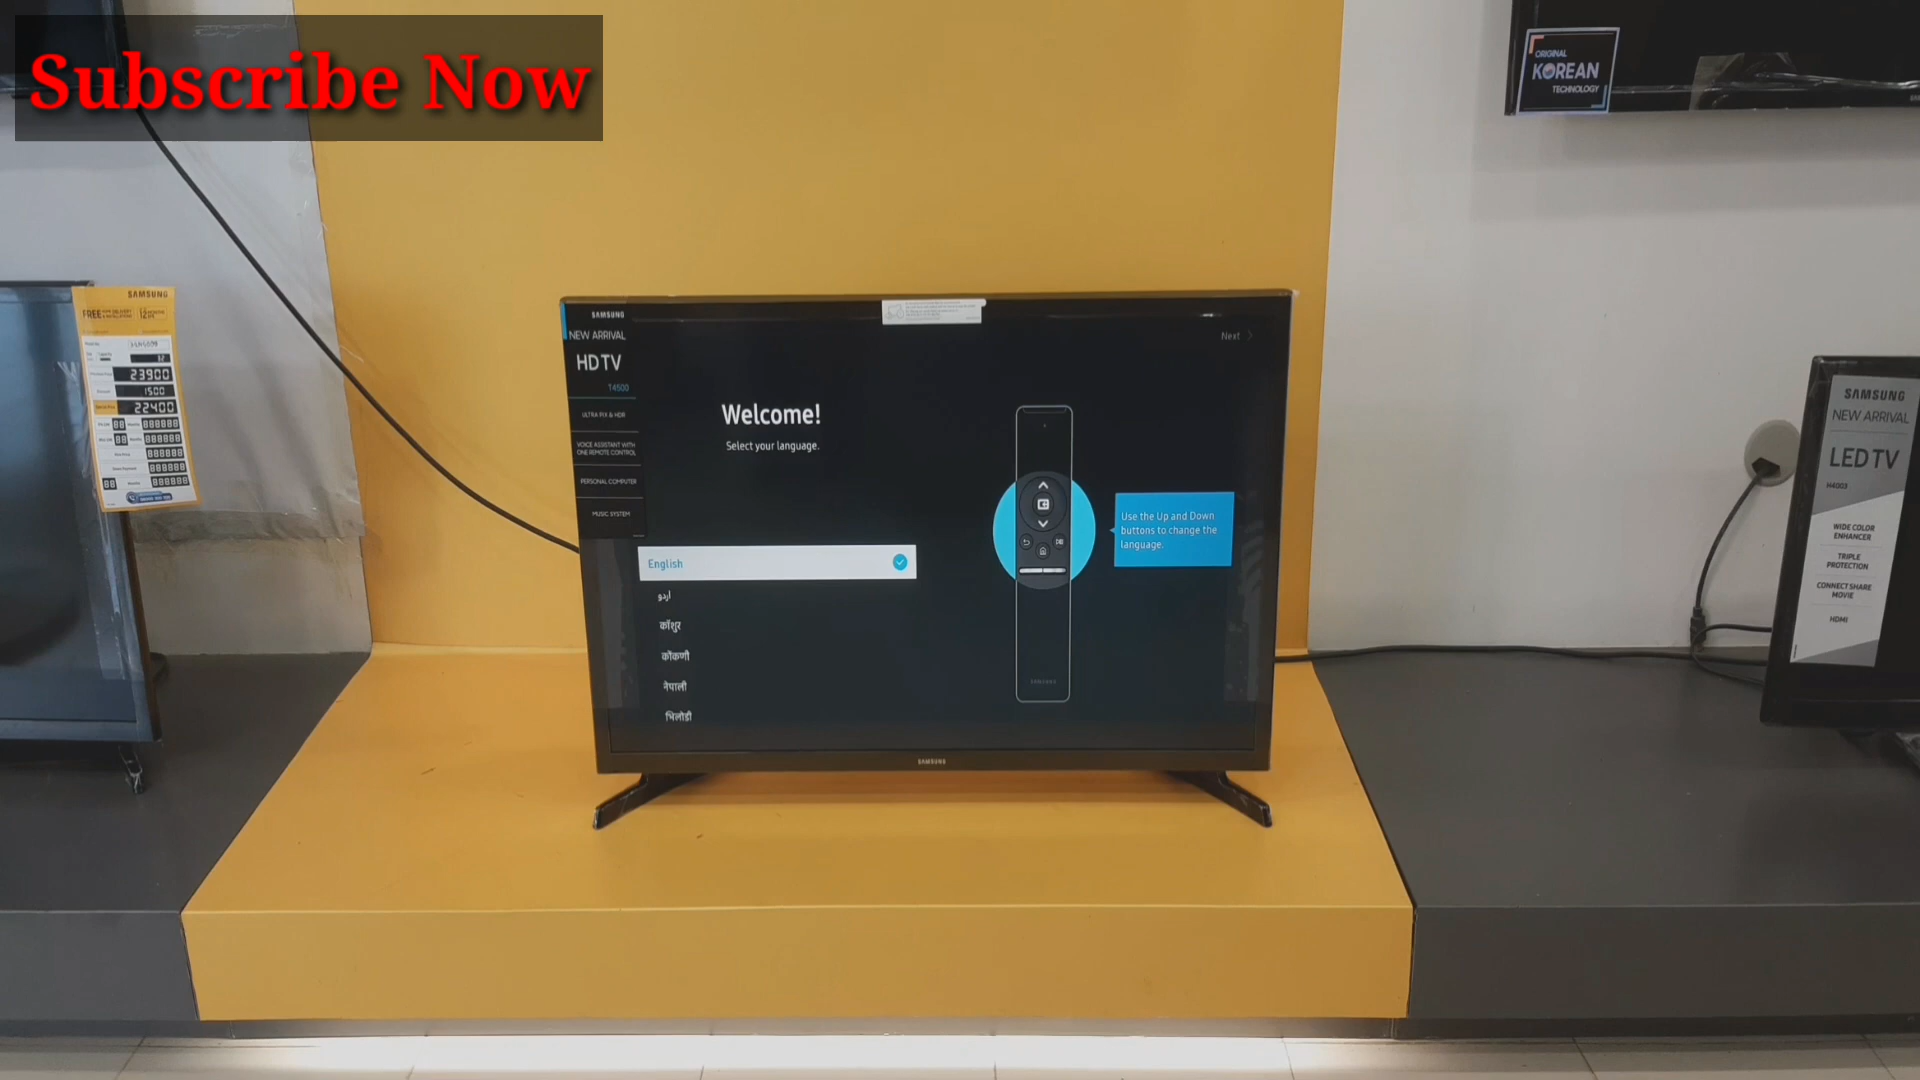 Subscribe Now
ORIGINAL
KOREAN
TECHNOLOGY
SAMSUNG
FREE
23900
1500
22400
SAMSUNG
NEW ARRIVAL
HD TV
T4500
ULTRA PIX & HDR
VOICE ASSISTANT WITH
ONE REMOTE CONTROL
PERSONAL COMPUTER
MUSIC SYSTEM
Next
Welcome!
Select your language.
English
اردو
कॉशुर
कोंकणी
नेपाली
भिलोडी
Use the Up and Down
buttons to change the
language.
SAMSUNG
SAMSUNG
SAMSUNG
NEW ARRIVAL
LED TV
H4003
WIDE COLOR
ENHANCER
TRIPLE
PROTECTION
CONNECT SHARE
MOVIE
HDMI